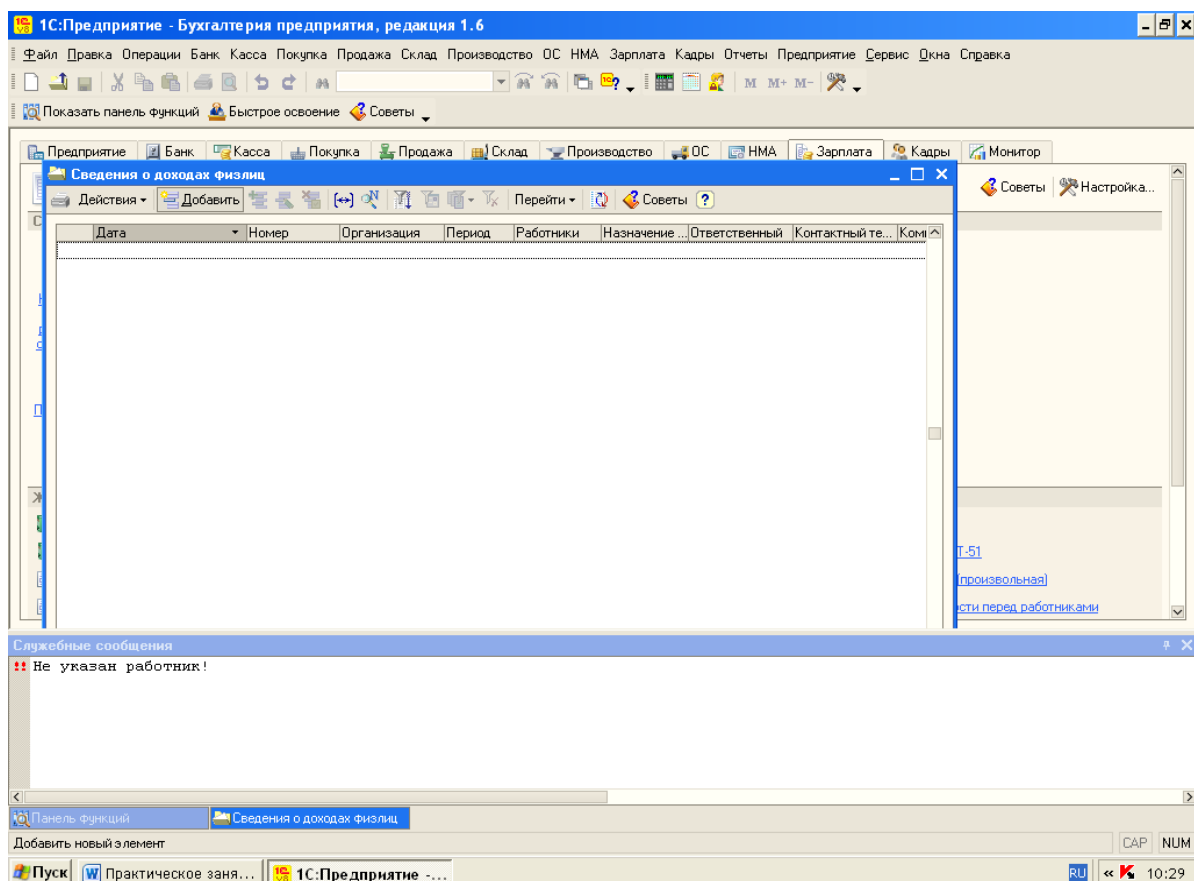 1С:Предприятие - Бухгалтерия предприятия, редакция 1.6
Файл Правка Операции Банк Касса Покупка Продажа Склад Производство ОС НМА Зарплата Кадры Отчеты Предприятие Сервис Окна Справка
M M+ M-
Показать панель функций Быстрое освоение Советы
Предприятие Банк Касса Покупка Продажа Склад Производство ОС НМА Зарплата Кадры Монитор
Сведения о доходах физлиц
Советы Настройка...
Действия Добавить Перейти Советы ?
Дата Номер Организация Период Работники Назначение ... Ответственный Контактный те...
Т-51
(произвольная)
сти перед работниками
Служебные сообщения
!! Не указан работник!
Панель функций Сведения о доходах физлиц
Добавить новый элемент CAP NUM
Пуск Практическое заня... 1С:Предприятие -... RU « 10:29